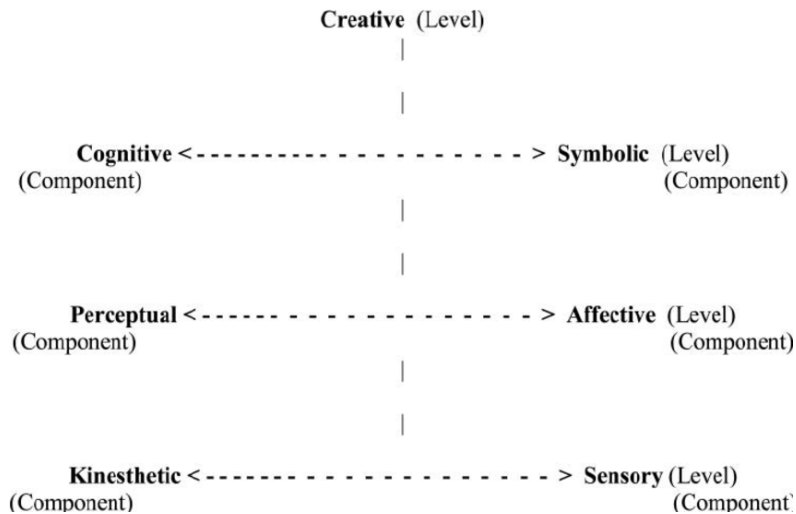 Creative (Level)
|
|
Cognitive <- - - - - - - - - - - - - - - - - - - - - - - > Symbolic (Level)
(Component) (Component)
|
|
Perceptual <- - - - - - - - - - - - - - - - - - - - - - - > Affective (Level)
(Component) (Component)
|
|
Kinesthetic <- - - - - - - - - - - - - - - - - - - - - - - > Sensory (Level)
(Component) (Component)